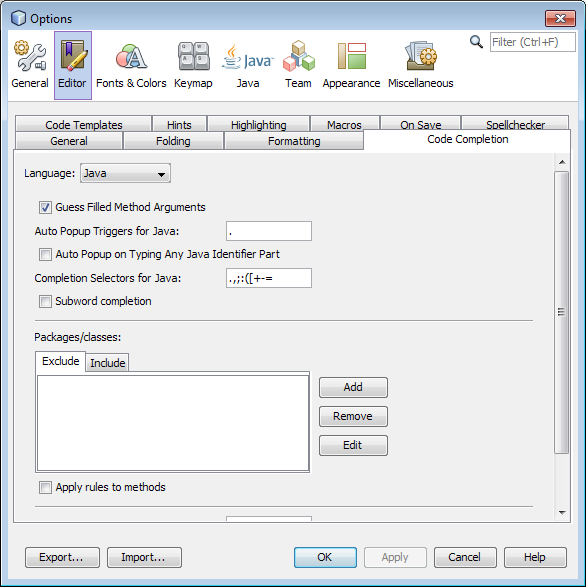 Options
Filter (Ctrl+F)
Java
General Editor Fonts & Colors Keymap Java Team Appearance Miscellaneous
Code Templates Hints Highlighting Macros On Save Spellchecker
General Folding Formatting Code Completion
Language: Java
Guess Filled Method Arguments
Auto Popup Triggers for Java: .
Auto Popup on Typing Any Java Identifier Part
Completion Selectors for Java: .,;:([+-=
Subword completion
Packages/classes:
Exclude Include
Add
Remove
Edit
Apply rules to methods
Export... Import... OK Apply Cancel Help